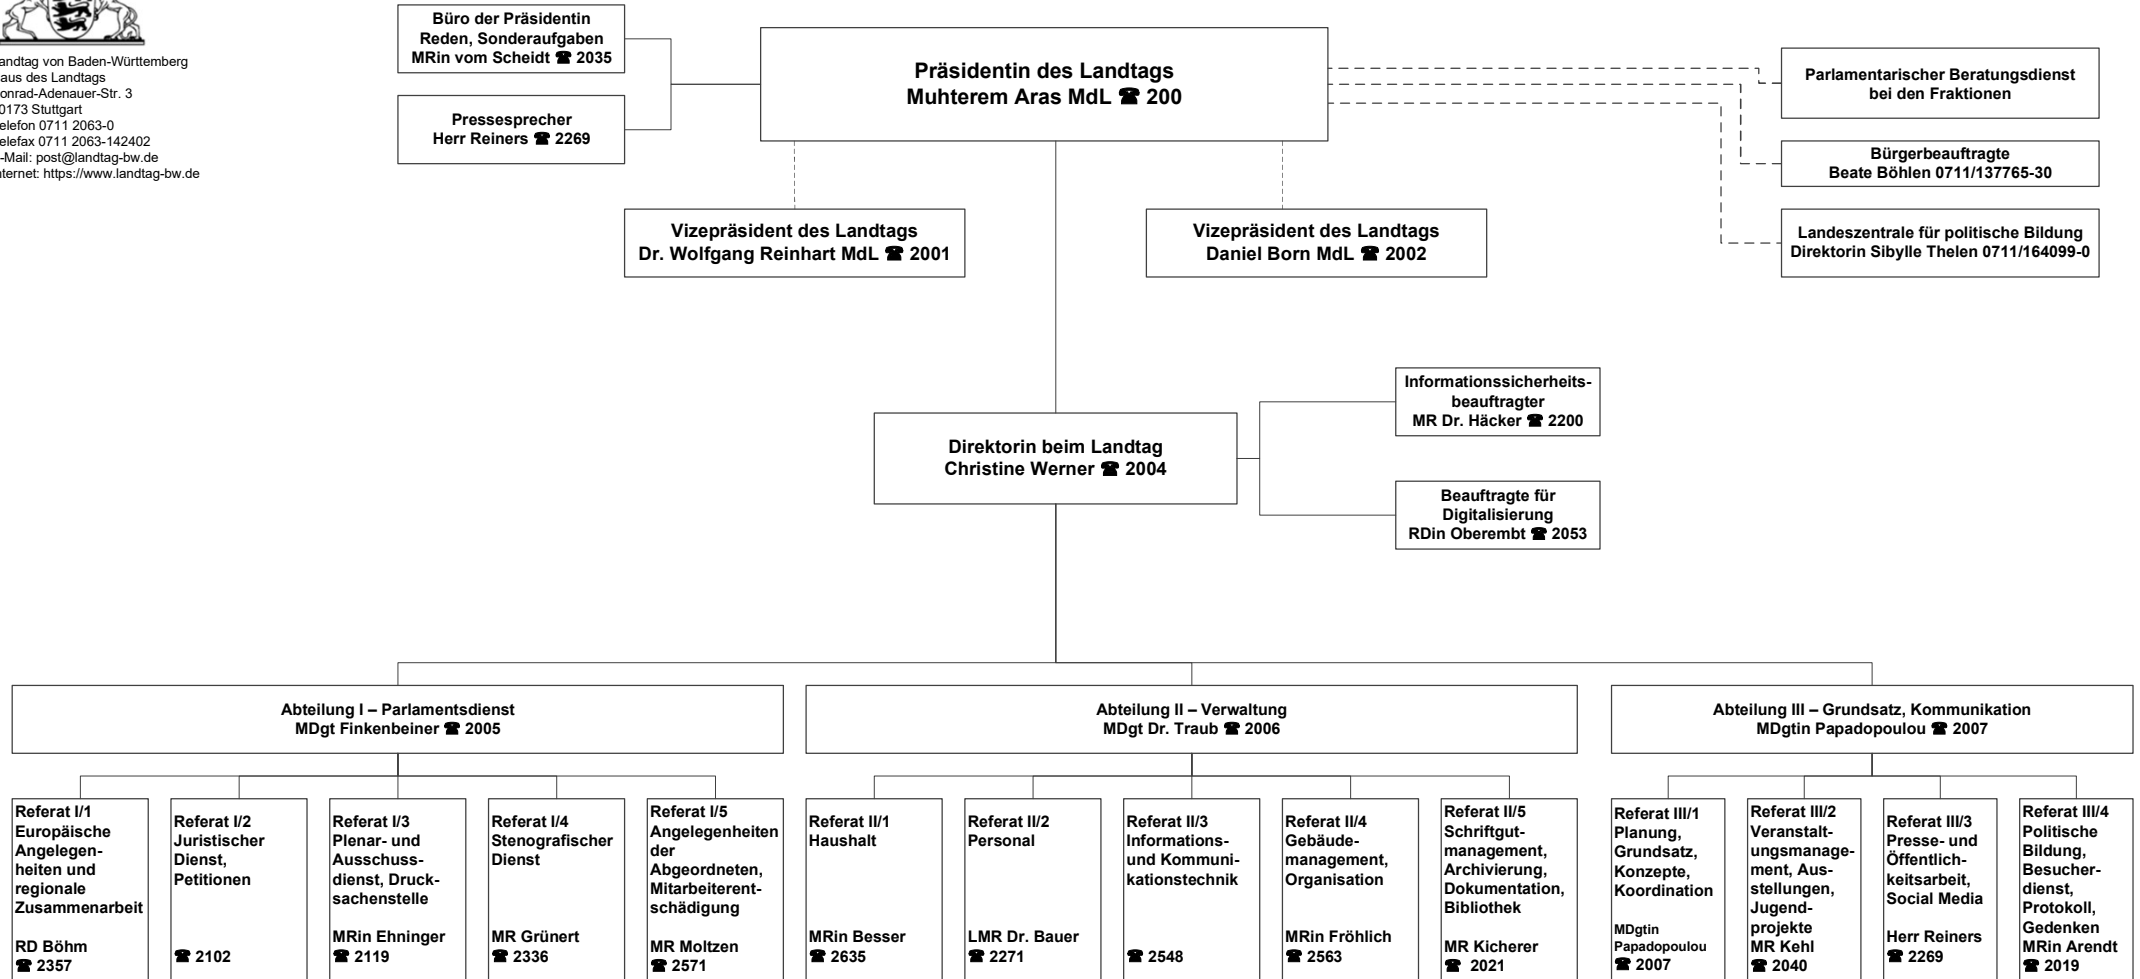 andtag von Baden-Württemberg
aus des Landtags
onrad-Adenauer-Str. 3
0173 Stuttgart
elefon 0711 2063-0
elefax 0711 2063-142402
-Mail: post@landtag-bw.de
nternet: https://www.landtag-bw.de
Büro der Präsidentin
Reden, Sonderaufgaben
MRin vom Scheidt ☎ 2035
Pressesprecher
Herr Reiners ☎ 2269
Präsidentin des Landtags
Muhterem Aras MdL ☎ 200
Parlamentarischer Beratungsdienst
bei den Fraktionen
Bürgerbeauftragte
Beate Böhlen 0711/137765-30
Landeszentrale für politische Bildung
Direktorin Sibylle Thelen 0711/164099-0
Vizepräsident des Landtags
Dr. Wolfgang Reinhart MdL ☎ 2001
Vizepräsident des Landtags
Daniel Born MdL ☎ 2002
Informationssicherheits-
beauftragter
MR Dr. Häcker ☎ 2200
Direktorin beim Landtag
Christine Werner ☎ 2004
Beauftragte für
Digitalisierung
RDin Oberembt ☎ 2053
Abteilung I – Parlamentsdienst
MDgt Finkenbeiner ☎ 2005
Abteilung II – Verwaltung
MDgt Dr. Traub ☎ 2006
Abteilung III – Grundsatz, Kommunikation
MDgtin Papadopoulou ☎ 2007
Referat I/1
Europäische
Angelegen-
heiten und
regionale
Zusammenarbeit
RD Böhm
☎ 2357
Referat I/2
Juristischer
Dienst,
Petitionen
☎ 2102
Referat I/3
Plenar- und
Ausschuss-
dienst, Druck-
sachenstelle
MRin Ehninger
☎ 2119
Referat I/4
Stenografischer
Dienst
MR Grünert
☎ 2336
Referat I/5
Angelegenheiten
der
Abgeordneten,
Mitarbeiterent-
schädigung
MR Moltzen
☎ 2571
Referat II/1
Haushalt
MRin Besser
☎ 2635
Referat II/2
Personal
LMR Dr. Bauer
☎ 2271
Referat II/3
Informations-
und Kommuni-
kationstechnik
☎ 2548
Referat II/4
Gebäude-
management,
Organisation
MRin Fröhlich
☎ 2563
Referat II/5
Schriftgut-
management,
Archivierung,
Dokumentation,
Bibliothek
MR Kicherer
☎ 2021
Referat III/1
Planung,
Grundsatz,
Konzepte,
Koordination
MDgtin
Papadopoulou
☎ 2007
Referat III/2
Veranstalt-
ungsmanage-
ment, Aus-
stellungen,
Jugend-
projekte
MR Kehl
☎ 2040
Referat III/3
Presse- und
Öffentlich-
keitsarbeit,
Social Media
Herr Reiners
☎ 2269
Referat III/4
Politische
Bildung,
Besucher-
dienst,
Protokoll,
Gedenken
MRin Arendt
☎ 2019